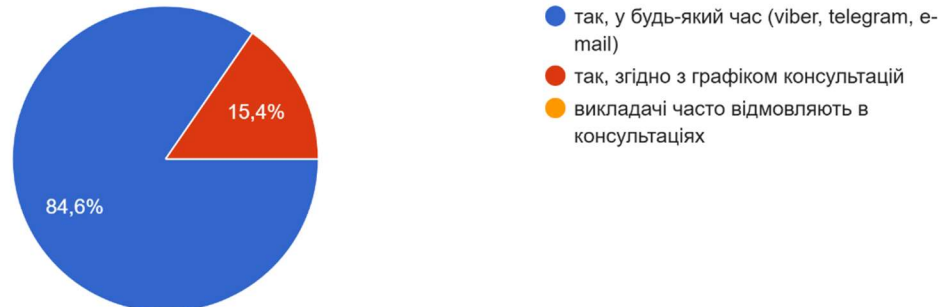 так, у будь-який час (viber, telegram, e-
mail)
так, згідно з графіком консультацій
викладачі часто відмовляють в
консультаціях
15,4%
84,6%